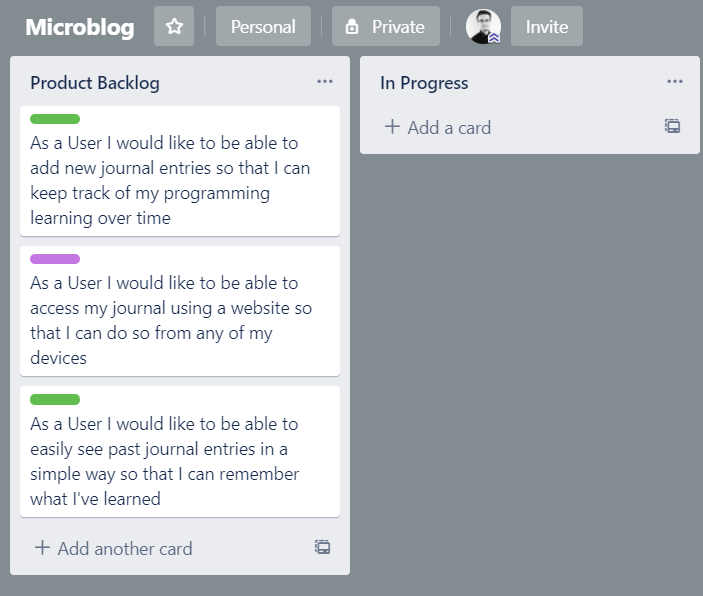 Microblog
Personal
Private
Invite
Product Backlog
As a User I would like to be able to
add new journal entries so that I can
keep track of my programming
learning over time
As a User I would like to be able to
access my journal using a website so
that I can do so from any of my
devices
As a User I would like to be able to
easily see past journal entries in a
simple way so that I can remember
what I've learned
Add another card
In Progress
Add a card